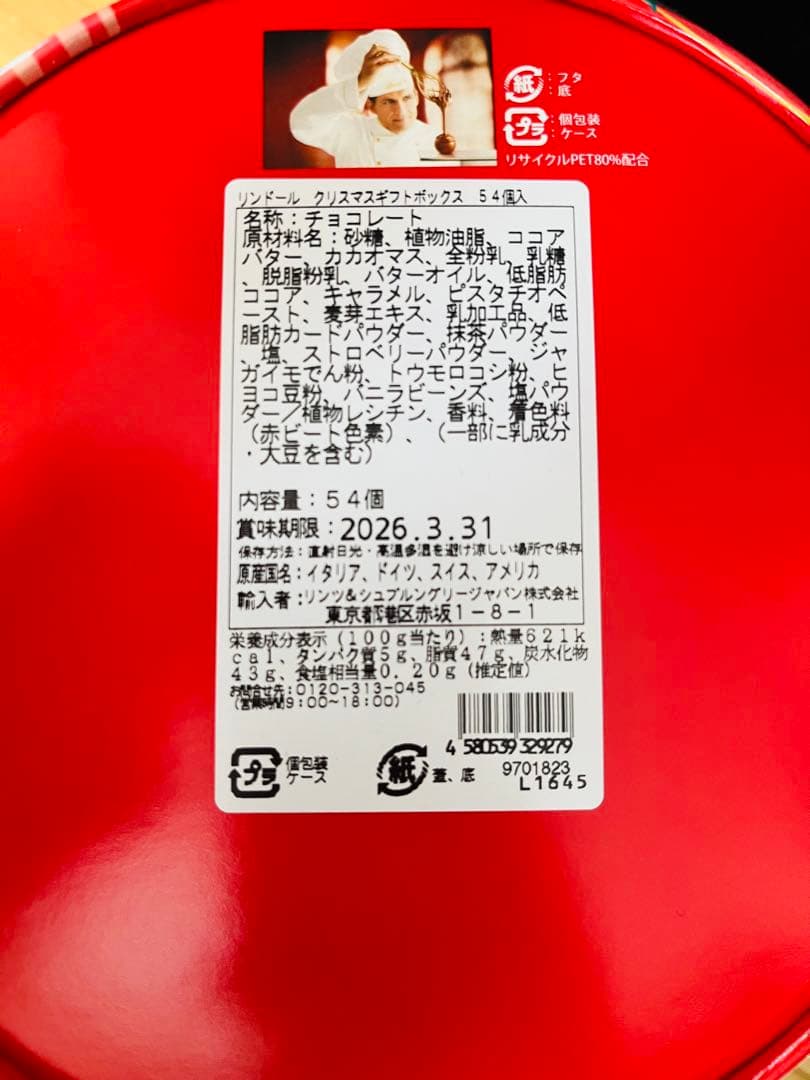 紙:フタ
:底
プラ:個包装
:ケース
リサイクルPET80%配合
リンドール クリスマスギフトボックス 54個入
名称:チョコレート
原材料名:砂糖、植物油脂、ココア
バター、カカオマス、全粉乳、乳糖
、脱脂粉乳、バターオイル、低脂肪
ココア、キャラメル、ピスタチオペ
ースト、麦芽エキス、乳加工品、低
脂肪カードパウダー、抹茶パウダー
、塩、ストロベリーパウダー、ジャ
ガイモでん粉、トウモロコシ粉、ヒ
ヨコ豆粉、バニラビーンズ、塩パウ
ダー/植物レシチン、香料、着色料
(赤ビート色素)、(一部に乳成分
・大豆を含む)
内容量:54個
賞味期限:2026.3.31
保存方法:直射日光・高温多湿を避け涼しい場所で保存
原産国名:イタリア、ドイツ、スイス、アメリカ
輸入者:リンツ&シュプルングリージャパン株式会社
東京都港区赤坂1-8-1
栄養成分表示(100g当たり):熱量621k
cal、タンパク質5g、脂質47g、炭水化物
43g、食塩相当量0.20g(推定値)
お問合せ先:0120-313-045
(営業時間9:00~18:00)
4 580539 329279
プラ 個包装
ケース
紙 蓋、底
9701823
L1645